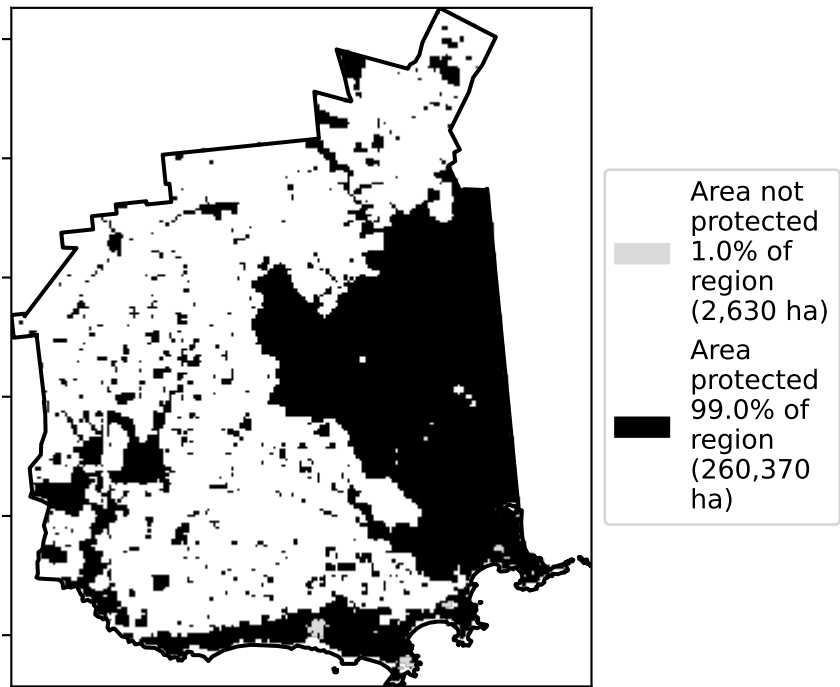 Area not
protected
1.0% of
region
(2,630 ha)
Area
protected
99.0% of
region
(260,370
ha)